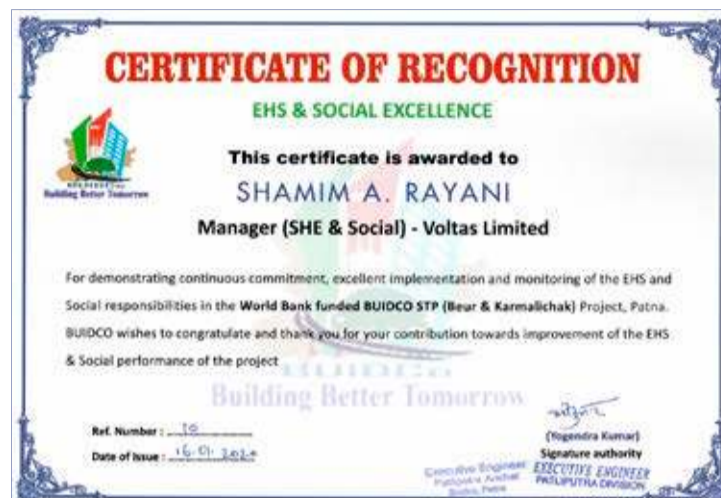 CERTIFICATE OF RECOGNITION
EHS & SOCIAL EXCELLENCE
Building Better Tomorrow
This certificate is awarded to
SHAMIM A. RAYANI
Manager (SHE & Social) - Voltas Limited
For demonstrating continuous commitment, excellent implementation and monitoring of the EHS and
Social responsibilities in the World Bank funded BUIDCO STP (Beur & Karmalichak) Project, Patna.
BUIDCO wishes to congratulate and thank you for your contribution towards improvement of the EHS
& Social performance of the project
Building Better Tomorrow
Ref. Number : 10
Date of Issue : 16.01.2020
(Yogendra Kumar)
Signature authority
Executive Engineer
EXECUTIVE ENGINEER
PATLIPUTRA DIVISION